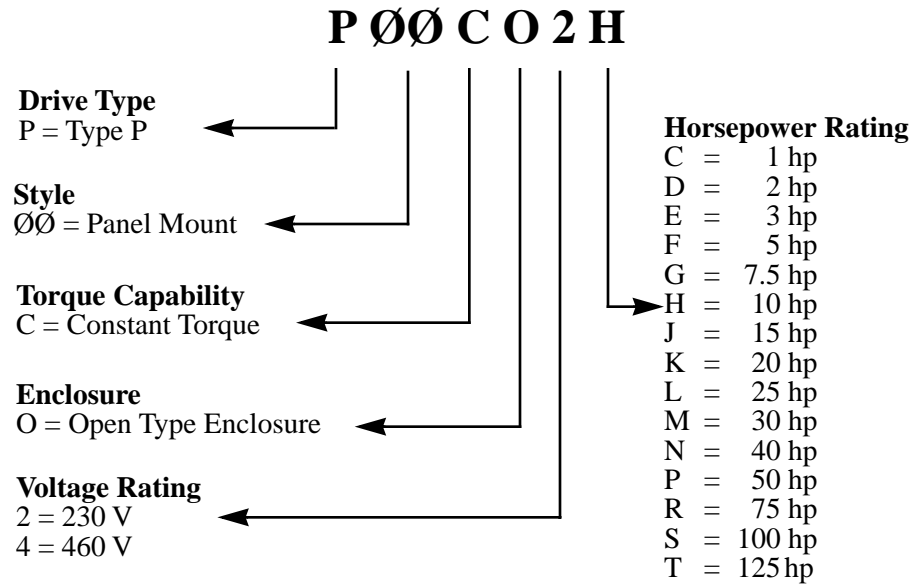 P ØØ C O 2 H
Drive Type
P = Type P
Style
ØØ = Panel Mount
Torque Capability
C = Constant Torque
Enclosure
O = Open Type Enclosure
Voltage Rating
2 = 230 V
4 = 460 V
Horsepower Rating
C = 1 hp
D = 2 hp
E = 3 hp
F = 5 hp
G = 7.5 hp
H = 10 hp
J = 15 hp
K = 20 hp
L = 25 hp
M = 30 hp
N = 40 hp
P = 50 hp
R = 75 hp
S = 100 hp
T = 125 hp